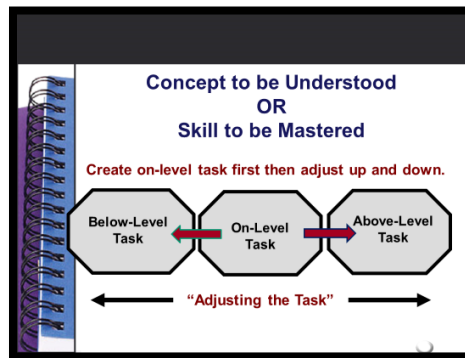 Concept to be Understood
OR
Skill to be Mastered
Create on-level task first then adjust up and down.
Below-Level
Task
On-Level
Task
Above-Level
Task
“Adjusting the Task”